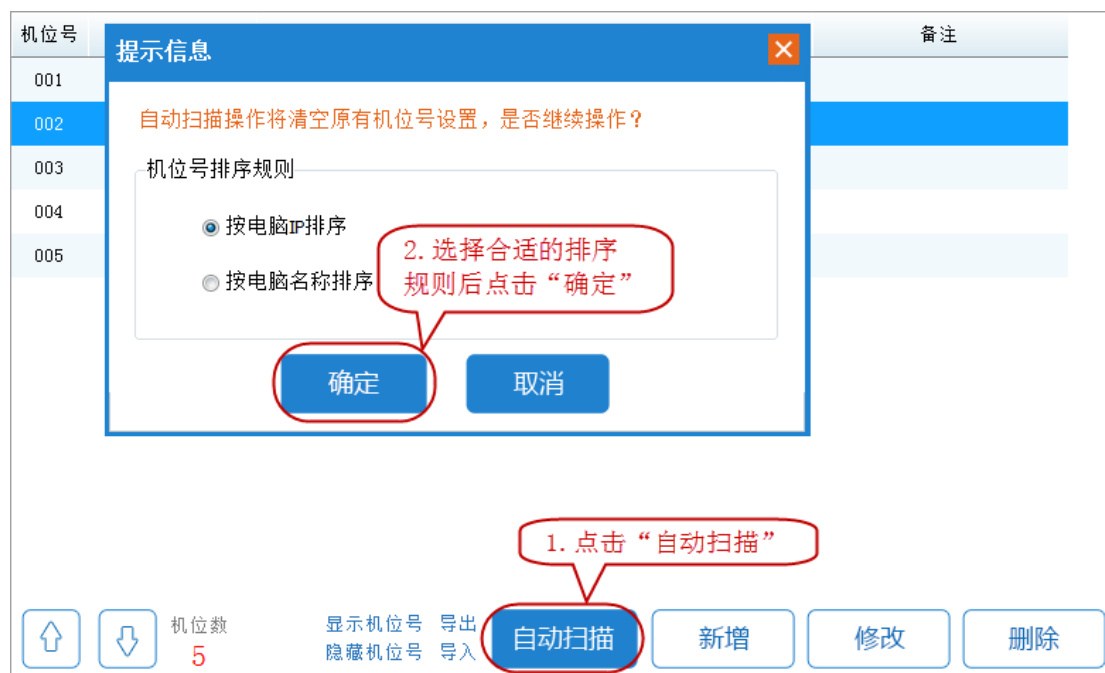 机位号
备注
提示信息
001
自动扫描操作将清空原有机位号设置，是否继续操作？
002
机位号排序规则
003
按电脑IP排序
004
2. 选择合适的排序
规则后点击“确定”
005
按电脑名称排序
确定
取消
1. 点击“自动扫描”
机位数
5
显示机位号 导出
隐藏机位号 导入
自动扫描
新增
修改
删除